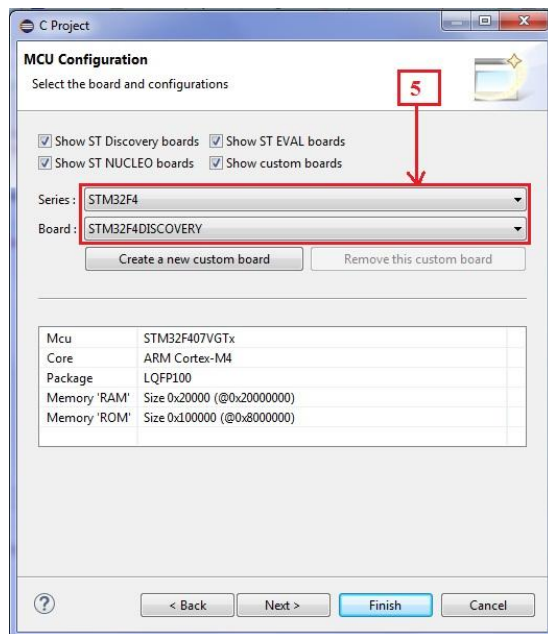 C Project
MCU Configuration
Select the board and configurations
5
Show ST Discovery boards Show ST EVAL boards
Show ST NUCLEO boards Show custom boards
Series : STM32F4
Board : STM32F4DISCOVERY
Create a new custom board Remove this custom board
Mcu STM32F407VGTx
Core ARM Cortex-M4
Package LQFP100
Memory 'RAM' Size 0x20000 (@0x20000000)
Memory 'ROM' Size 0x100000 (@0x8000000)
? < Back Next > Finish Cancel